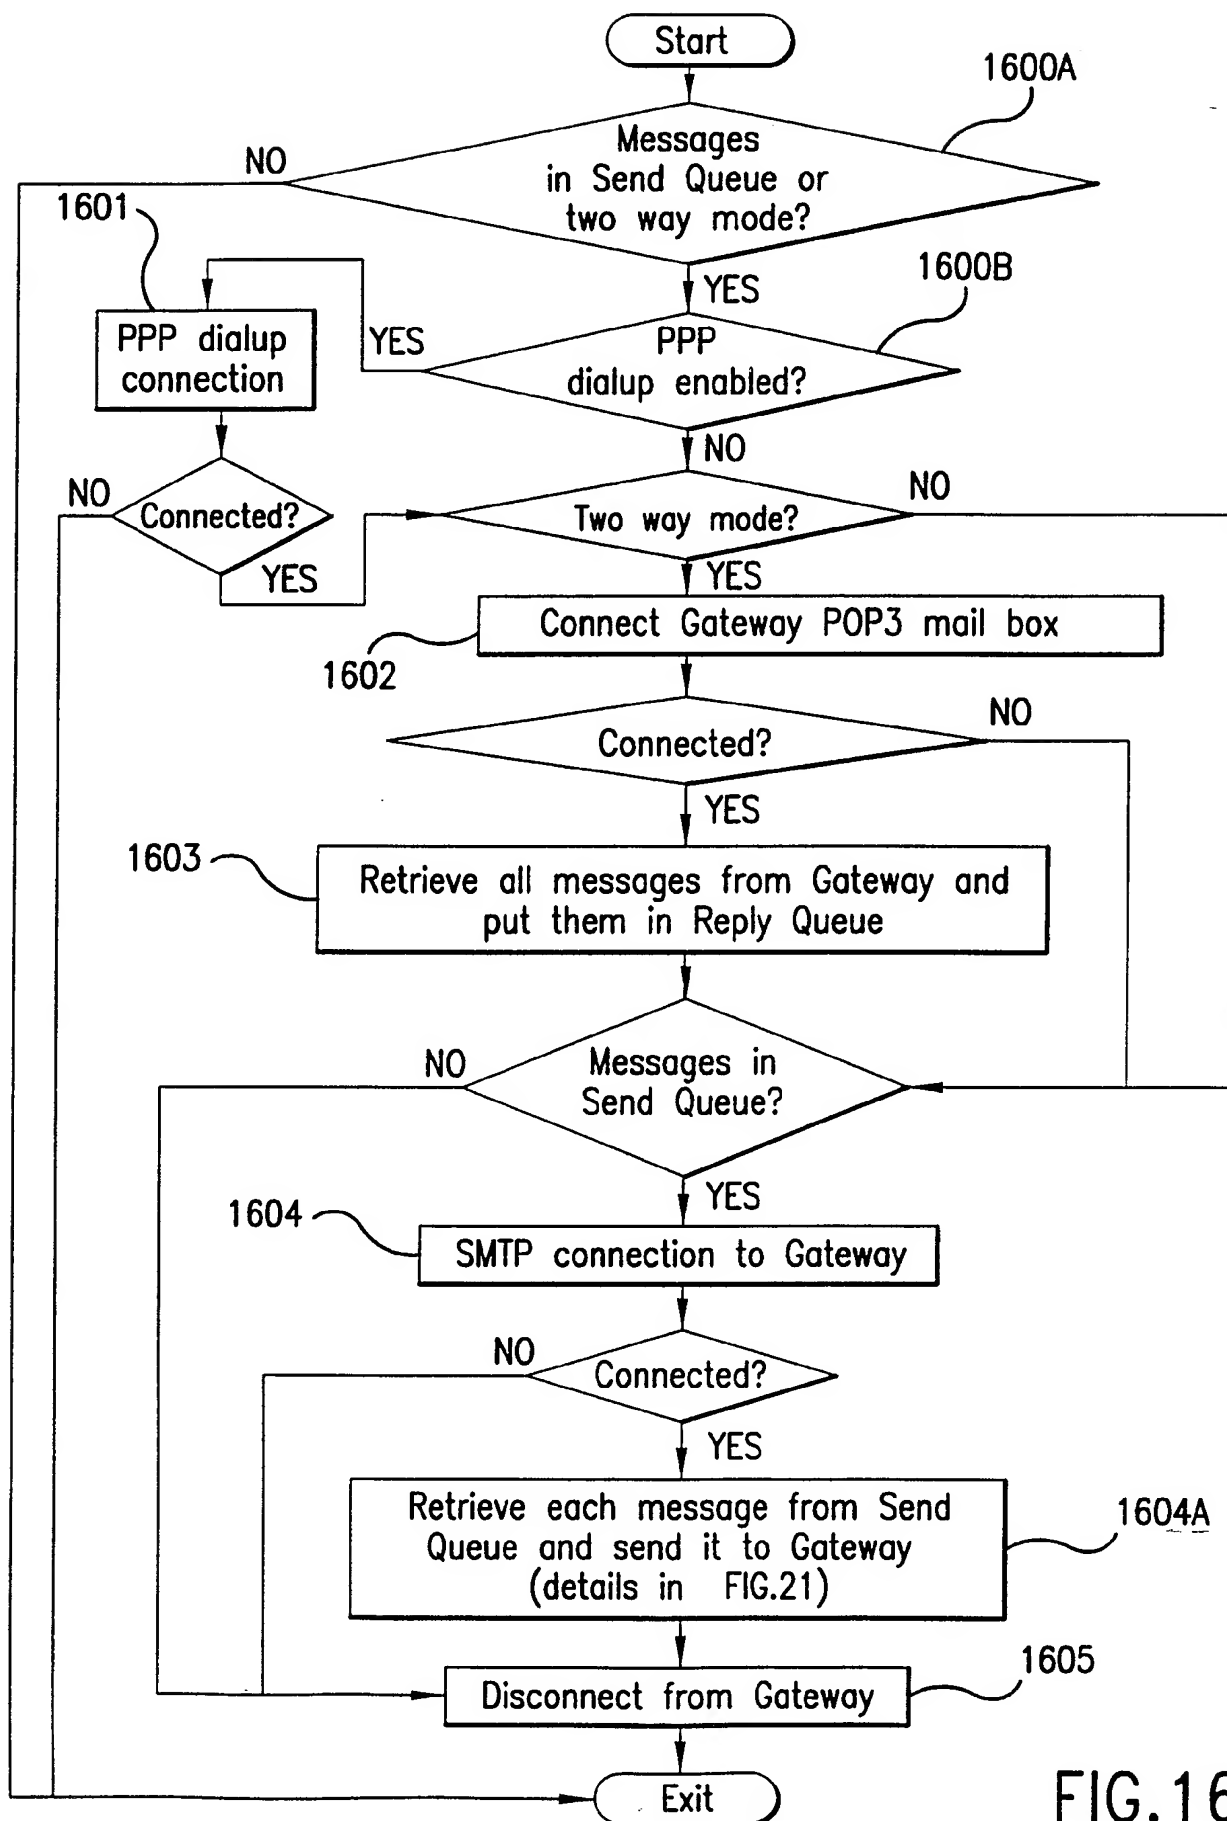 Start
1600A
Messages
in Send Queue or
two way mode?
NO
1601
YES
1600B
PPP dialup
connection
YES
PPP
dialup enabled?
NO
NO
Connected?
YES
Two way mode?
NO
YES
Connect Gateway POP3 mail box
1602
Connected?
NO
YES
1603
Retrieve all messages from Gateway and
put them in Reply Queue
NO
Messages in
Send Queue?
YES
1604
SMTP connection to Gateway
NO
Connected?
YES
Retrieve each message from Send
Queue and send it to Gateway
(details in FIG.21)
1604A
1605
Disconnect from Gateway
Exit
FIG.16